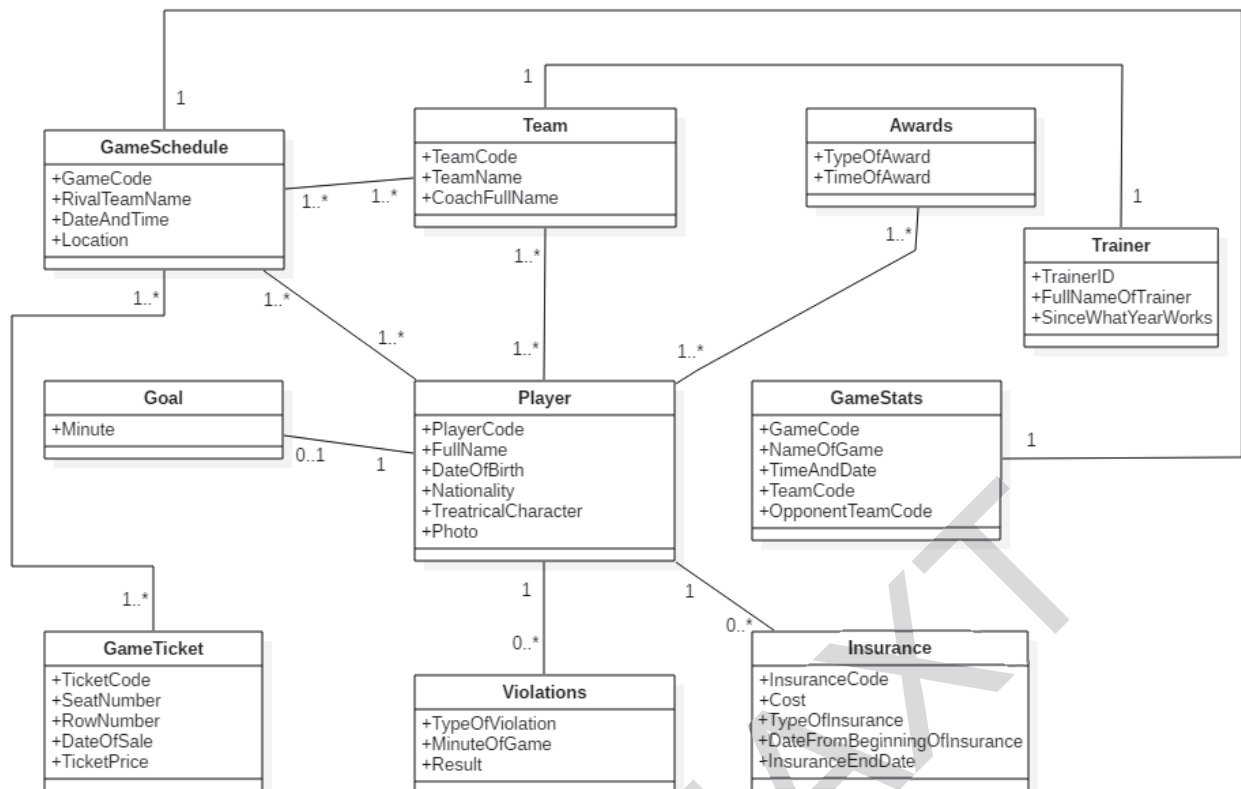 1
1
GameSchedule
+GameCode
+RivalTeamName
+DateAndTime
+Location
Team
+TeamCode
+TeamName
+CoachFullName
Awards
+TypeOfAward
+TimeOfAward
1
Trainer
+TrainerID
+FullNameOfTrainer
+SinceWhatYearWorks
1..*
1..*
1..*
1..*
1..*
1..*
1..*
1..*
1..*
Goal
+Minute
0..1
1
Player
+PlayerCode
+FullName
+DateOfBirth
+Nationality
+TreatricalCharacter
+Photo
GameStats
+GameCode
+NameOfGame
+TimeAndDate
+TeamCode
+OpponentTeamCode
1
1..*
1
0..*
1
0..*
GameTicket
+TicketCode
+SeatNumber
+RowNumber
+DateOfSale
+TicketPrice
Violations
+TypeOfViolation
+MinuteOfGame
+Result
Insurance
+InsuranceCode
+Cost
+TypeOfInsurance
+DateFromBeginningOfInsurance
+InsuranceEndDate